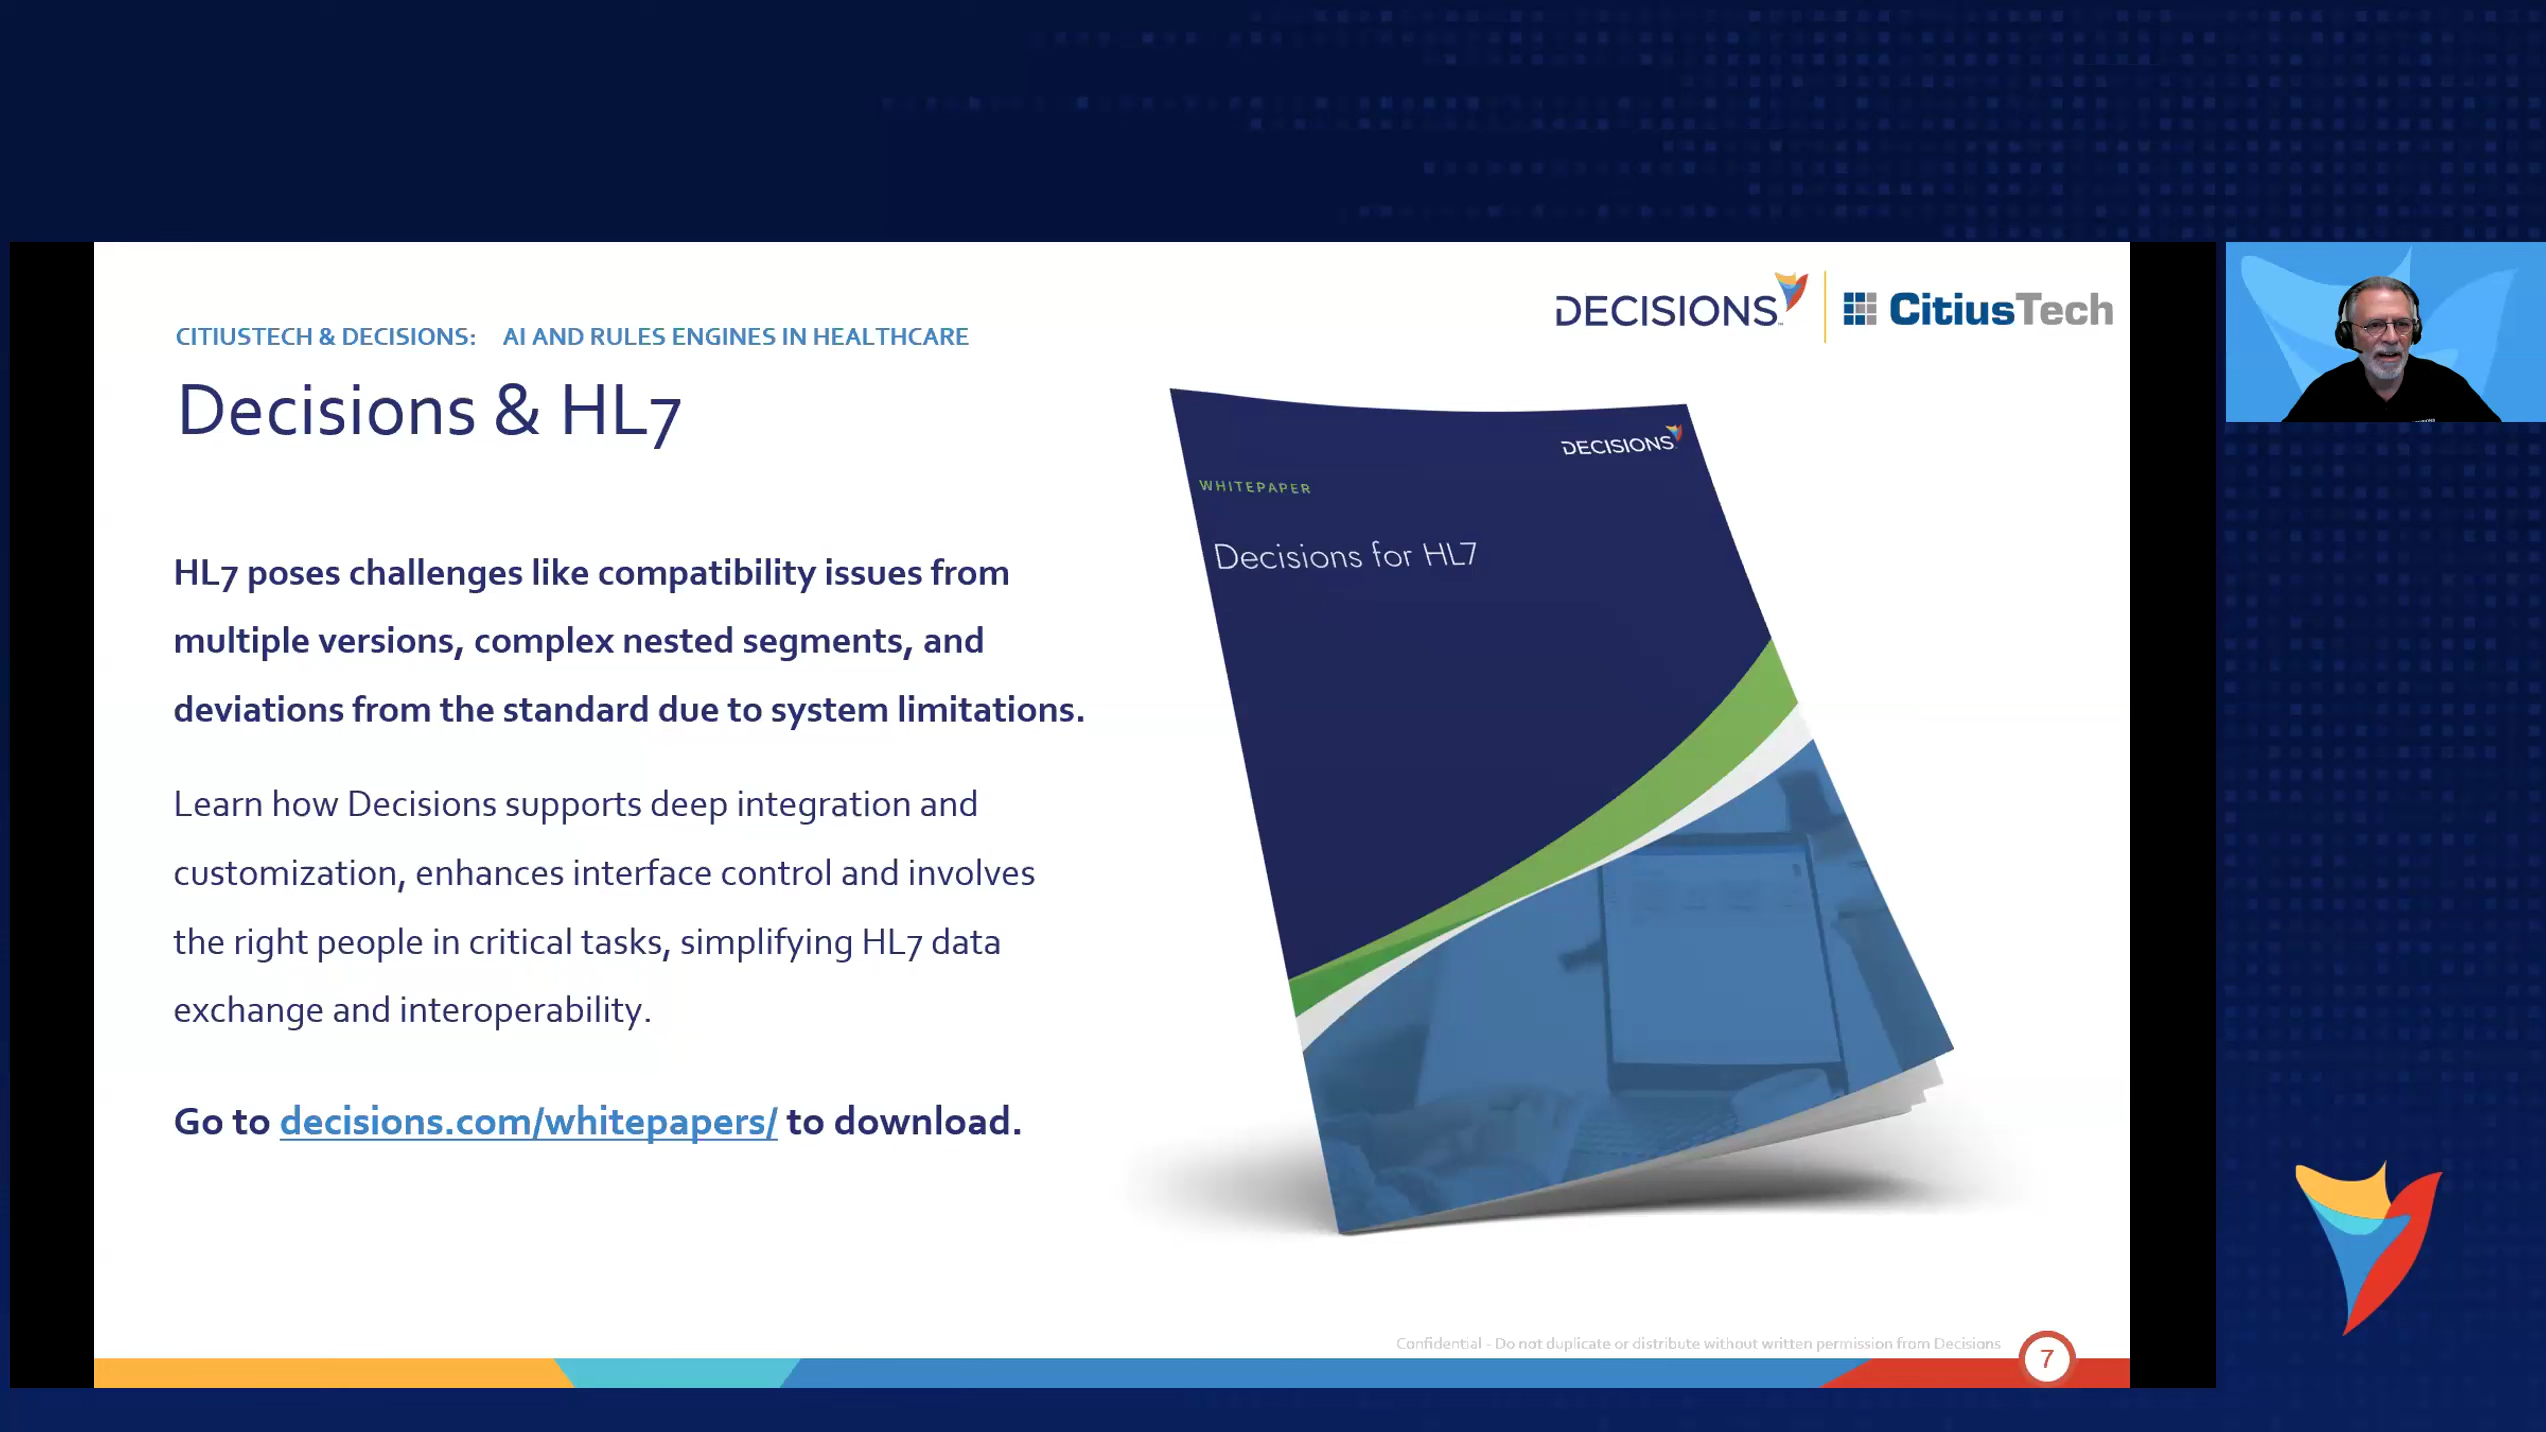 DECISIONS
CitiusTech
CITIUSTECH & DECISIONS: AI AND RULES ENGINES IN HEALTHCARE
Decisions & HL7
HL7 poses challenges like compatibility issues from
multiple versions, complex nested segments, and
deviations from the standard due to system limitations.
Learn how Decisions supports deep integration and
customization, enhances interface control and involves
the right people in critical tasks, simplifying HL7 data
exchange and interoperability.
Go to decisions.com/whitepapers/ to download.
DECISIONS
WHITEPAPER
Decisions for HL7
Confidential - Do not duplicate or distribute without written permission from Decisions
7